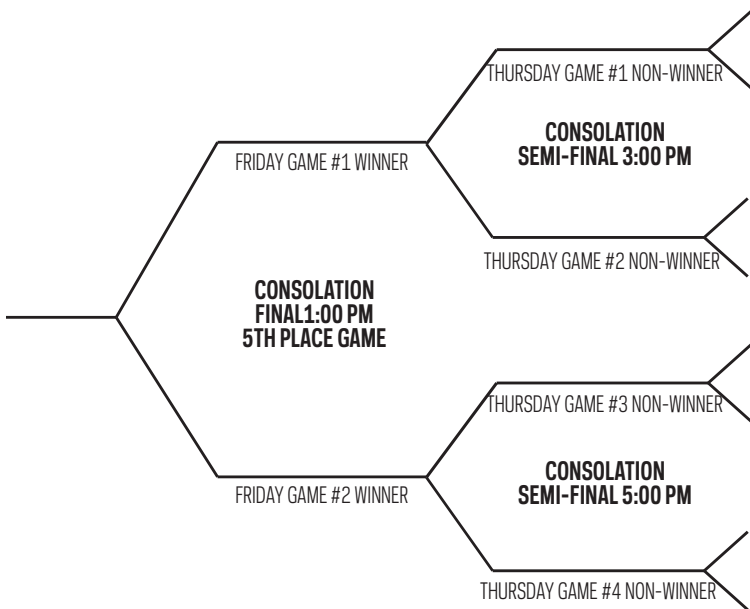 THURSDAY GAME #1 NON-WINNER
CONSOLATION
SEMI-FINAL 3:00 PM
FRIDAY GAME #1 WINNER
THURSDAY GAME #2 NON-WINNER
CONSOLATION
FINAL1:00 PM
5TH PLACE GAME
THURSDAY GAME #3 NON-WINNER
CONSOLATION
SEMI-FINAL 5:00 PM
FRIDAY GAME #2 WINNER
THURSDAY GAME #4 NON-WINNER